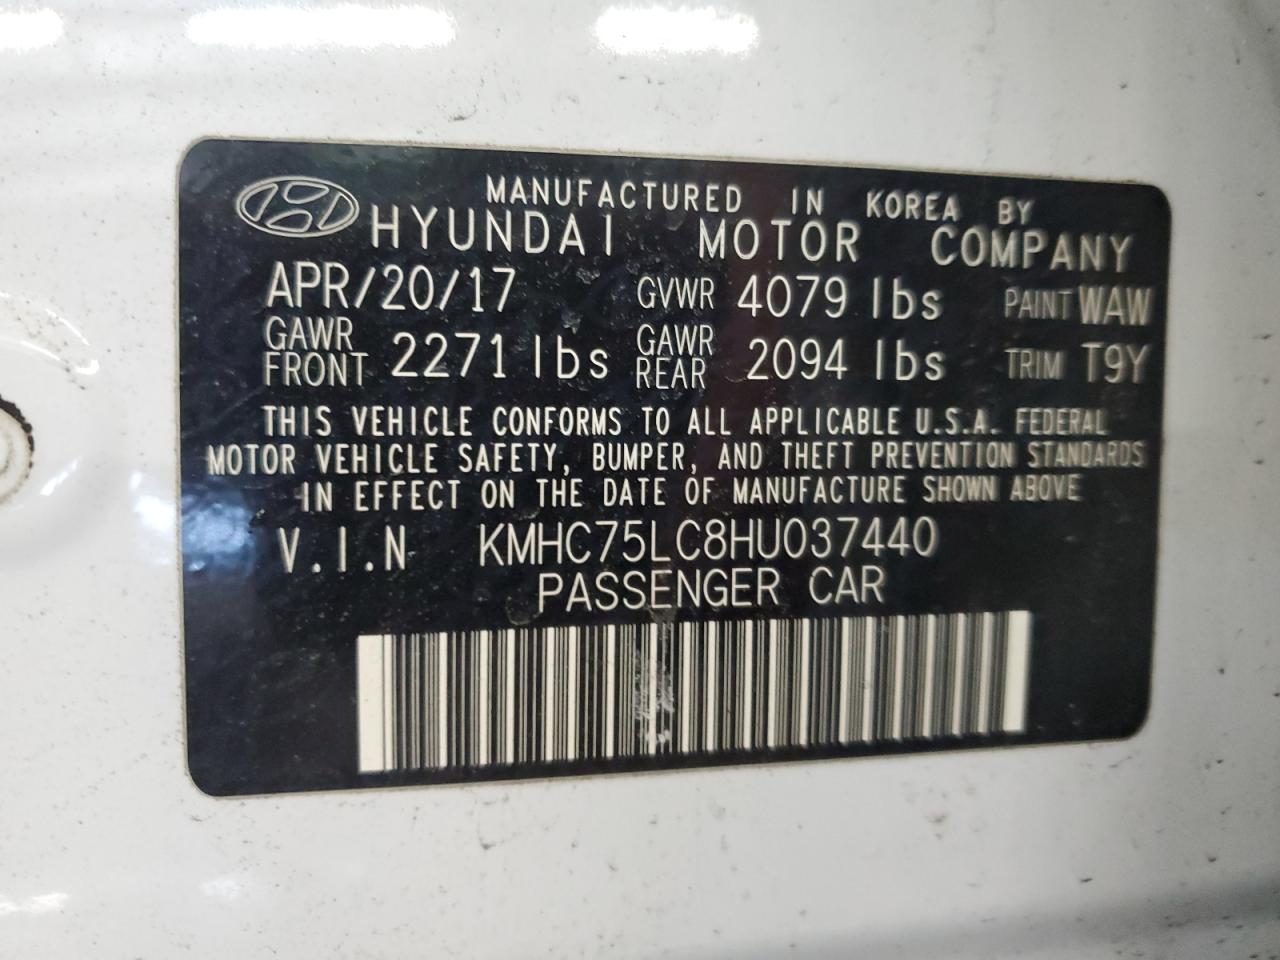 MANUFACTURED IN KOREA BY
HYUNDAI MOTOR COMPANY
APR/20/17 GVWR 4079 lbs PAINT WAW
GAWR FRONT 2271 lbs GAWR REAR 2094 lbs TRIM T9Y
THIS VEHICLE CONFORMS TO ALL APPLICABLE U.S.A. FEDERAL
MOTOR VEHICLE SAFETY, BUMPER, AND THEFT PREVENTION STANDARDS
IN EFFECT ON THE DATE OF MANUFACTURE SHOWN ABOVE
V.I.N KMHC75LC8HU037440
PASSENGER CAR